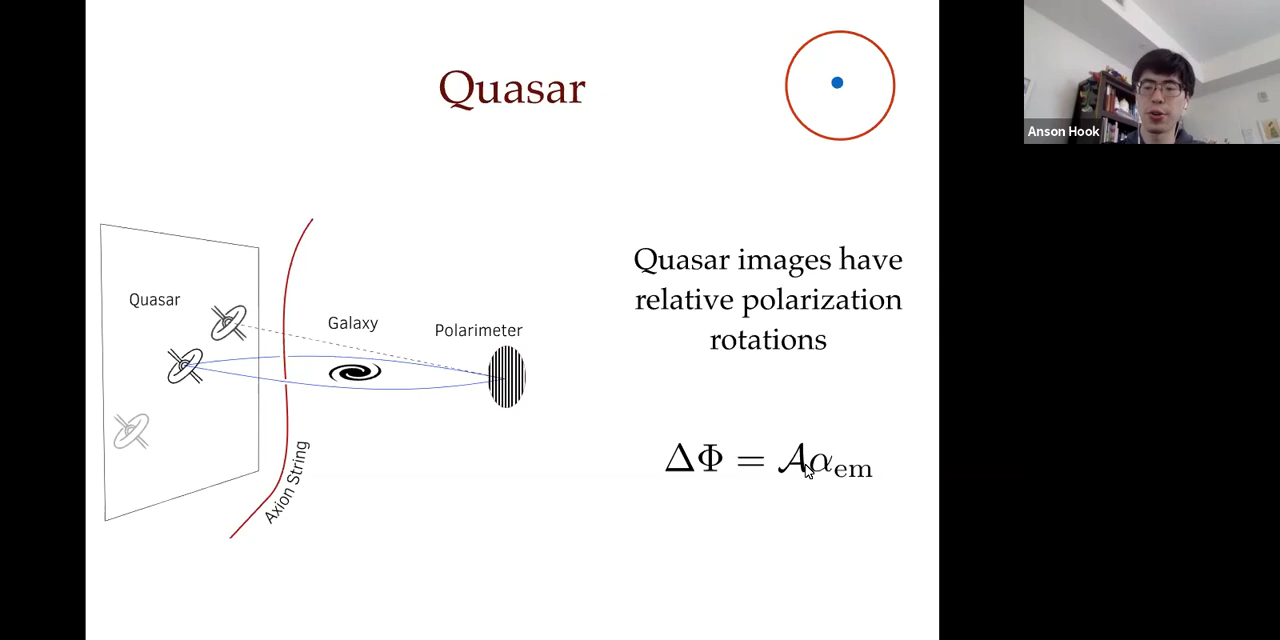 Quasar
Anson Hook
Quasar
Galaxy
Polarimeter
Axion String
Quasar images have
relative polarization
rotations
ΔΦ = 𝒜α_em